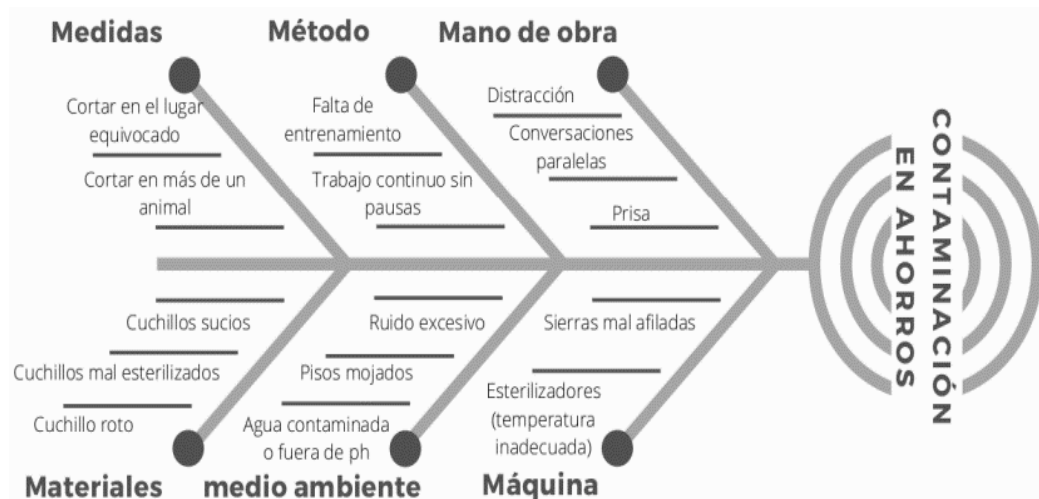 Medidas
Método
Mano de obra
Cortar en el lugar
equivocado
Cortar en más de un
animal
Falta de
entrenamiento
Trabajo continuo sin
pausas
Distracción
Conversaciones
paralelas
Prisa
CONTAMINACIÓN
EN AHORROS
Cuchillos sucios
Cuchillos mal esterilizados
Cuchillo roto
Ruido excesivo
Pisos mojados
Agua contaminada
o fuera de ph
Sierras mal afiladas
Esterilizadores
(temperatura
inadecuada)
Materiales
medio ambiente
Máquina